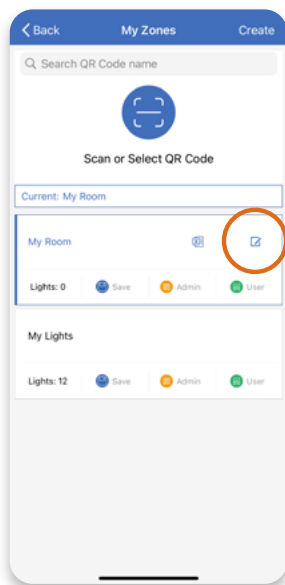 Back My Zones Create
Search QR Code name
Scan or Select QR Code
Current: My Room
My Room
Lights: 0 Save Admin User
My Lights
Lights: 12 Save Admin User